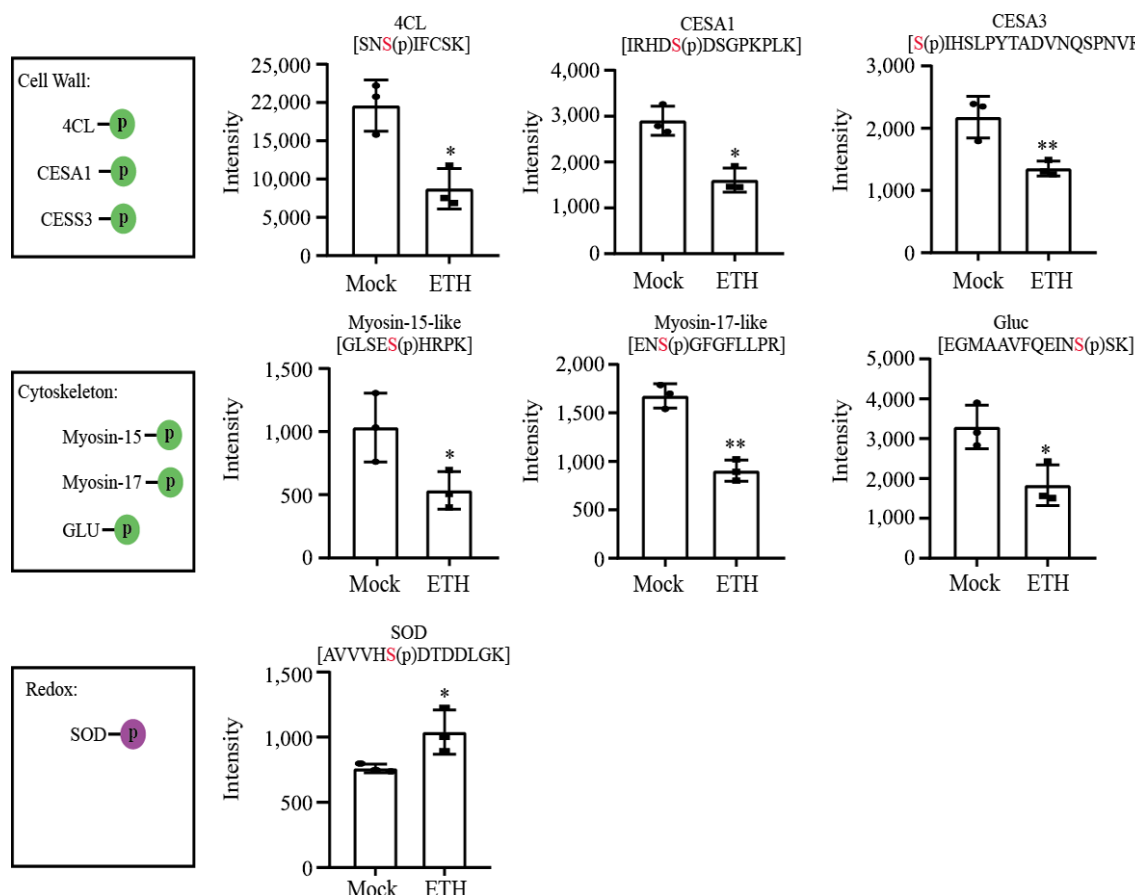 Cell Wall:
4CL p
CESA1 p
CESS3 p
4CL
[SNS(p)IFCSK]
Intensity
25,000
22,000
15,000
10,000
5,000
0
*
Mock ETH
CESA1
[IRHDS(p)DSGPKPLK]
Intensity
4,000
3,000
2,000
1,000
0
*
Mock ETH
CESA3
[S(p)IHSLPYTADVNQSPNVR
Intensity
3,000
2,000
1,000
0
**
Mock ETH
Cytoskeleton:
Myosin-15 p
Myosin-17 p
GLU p
Myosin-15-like
[GLSES(p)HRPK]
Intensity
1,500
1,000
500
0
*
Mock ETH
Myosin-17-like
[ENS(p)GFGFLLPR]
Intensity
2,000
1,500
1,000
500
0
**
Mock ETH
Gluc
[EGMAAVFQEINS(p)SK]
Intensity
5,000
4,000
3,000
2,000
1,000
0
*
Mock ETH
Redox:
SOD p
SOD
[AVVVHS(p)DTDDLGK]
Intensity
1,500
1,000
500
0
*
Mock ETH